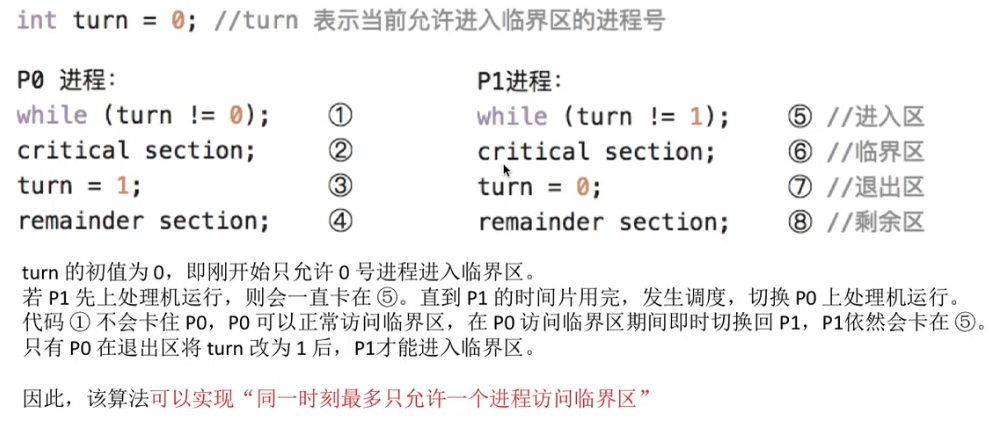 int turn = 0; //turn 表示当前允许进入临界区的进程号
P0 进程：
while (turn != 0); ①
critical section; ②
turn = 1; ③
remainder section; ④
P1进程：
while (turn != 1); ⑤ //进入区
critical section; ⑥ //临界区
turn = 0; ⑦ //退出区
remainder section; ⑧ //剩余区
turn 的初值为 0，即刚开始只允许 0 号进程进入临界区。
若 P1 先上处理机运行，则会一直卡在 ⑤。直到 P1 的时间片用完，发生调度，切换 P0 上处理机运行。
代码 ① 不会卡住 P0，P0 可以正常访问临界区，在 P0 访问临界区期间即时切换回 P1，P1依然会卡在 ⑤。
只有 P0 在退出区将 turn 改为 1 后，P1才能进入临界区。
因此，该算法可以实现“同一时刻最多只允许一个进程访问临界区”